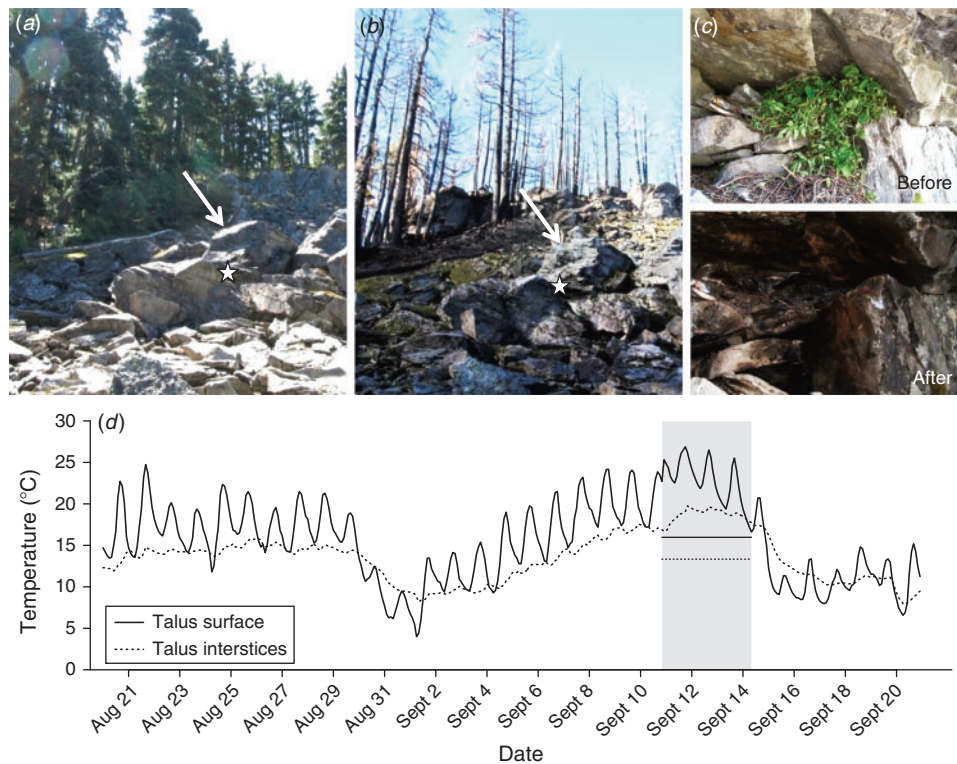 (a)
(b)
(c)
Before
After
(d)
Temperature (°C)
30
25
20
15
10
5
0
Talus surface
Talus interstices
Aug 21
Aug 23
Aug 25
Aug 27
Aug 29
Aug 31
Sept 2
Sept 4
Sept 6
Sept 8
Sept 10
Sept 12
Sept 14
Sept 16
Sept 18
Sept 20
Date